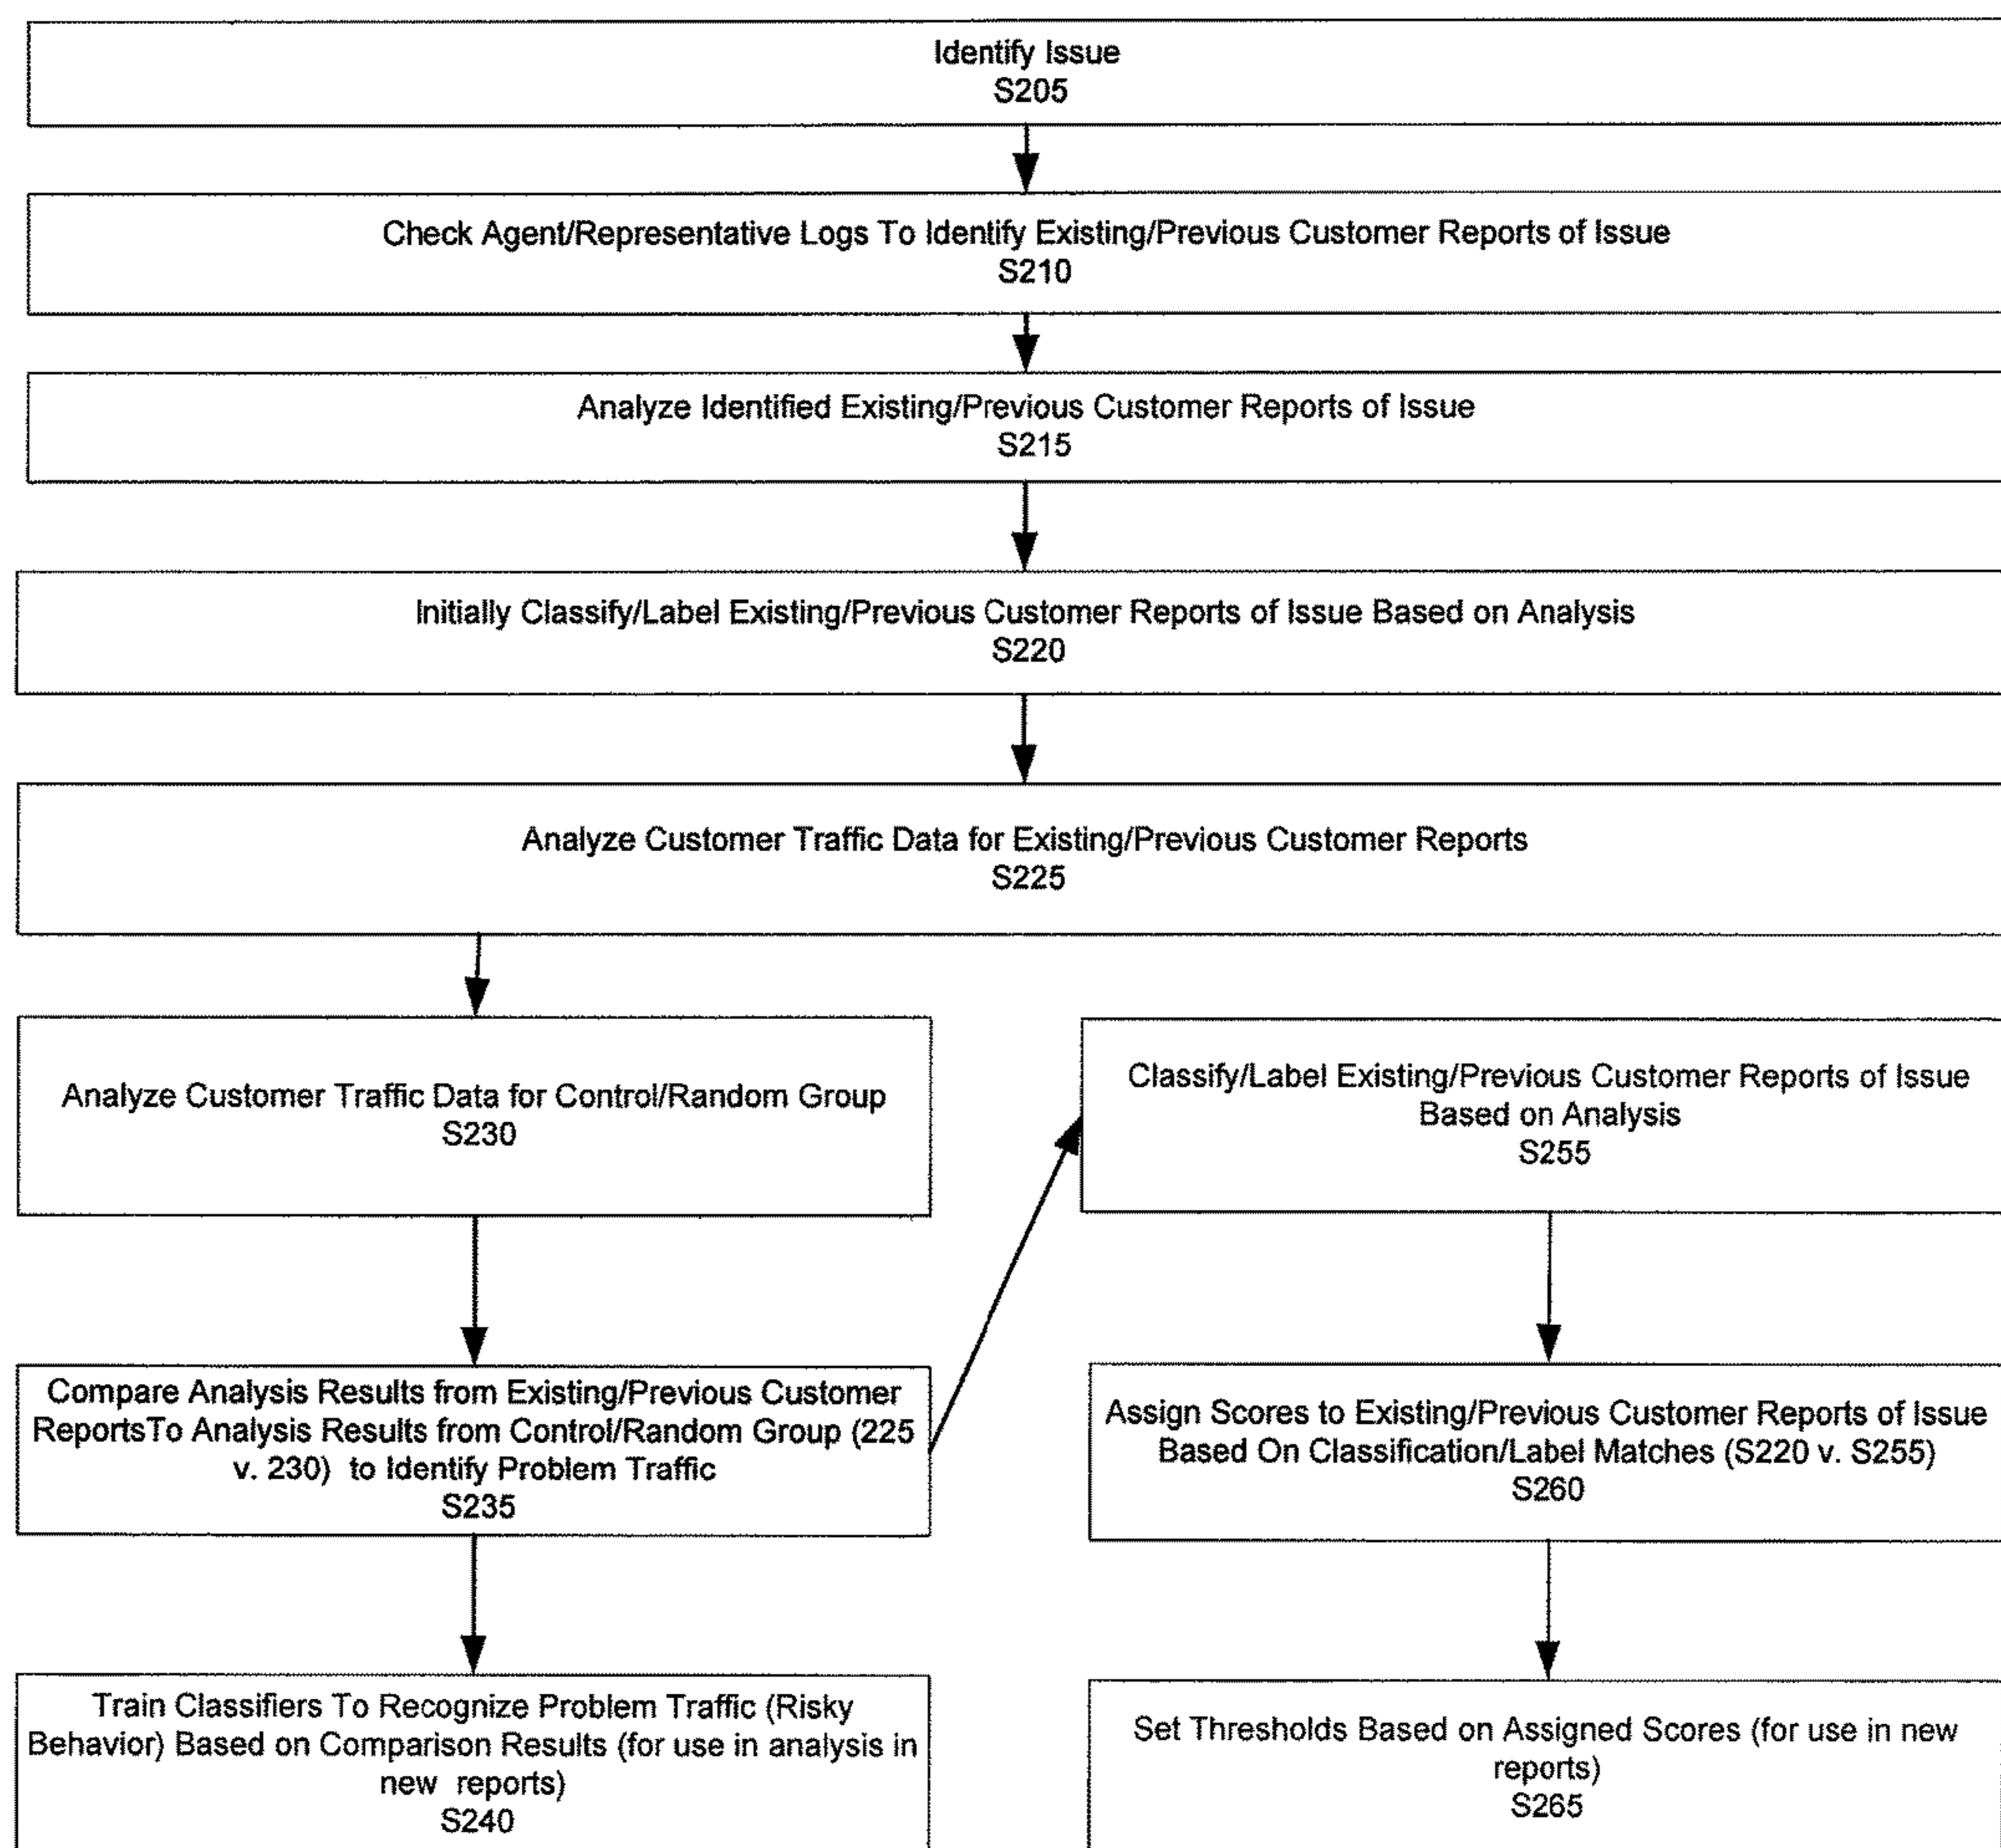 Identify Issue
S205
Check Agent/Representative Logs To Identify Existing/Previous Customer Reports of Issue
S210
Analyze Identified Existing/Previous Customer Reports of Issue
S215
Initially Classify/Label Existing/Previous Customer Reports of Issue Based on Analysis
S220
Analyze Customer Traffic Data for Existing/Previous Customer Reports
S225
Analyze Customer Traffic Data for Control/Random Group
S230
Compare Analysis Results from Existing/Previous Customer
ReportsTo Analysis Results from Control/Random Group (225
v. 230) to Identify Problem Traffic
S235
Train Classifiers To Recognize Problem Traffic (Risky
Behavior) Based on Comparison Results (for use in analysis in
new reports)
S240
Classify/Label Existing/Previous Customer Reports of Issue
Based on Analysis
S255
Assign Scores to Existing/Previous Customer Reports of Issue
Based On Classification/Label Matches (S220 v. S255)
S260
Set Thresholds Based on Assigned Scores (for use in new
reports)
S265